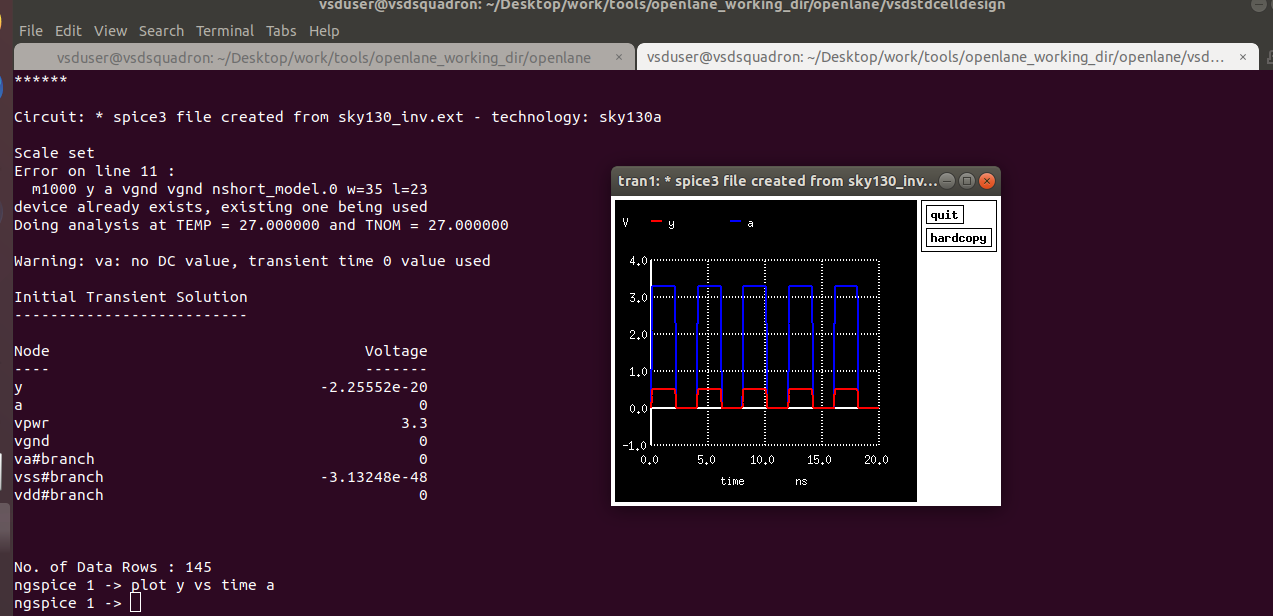 vsduser@vsdsquadron: ~/Desktop/work/tools/openlane_working_dir/openlane/vsdstdcelldesign
File Edit View Search Terminal Tabs Help
vsduser@vsdsquadron: ~/Desktop/work/tools/openlane_working_dir/openlane ×
vsduser@vsdsquadron: ~/Desktop/work/tools/openlane_working_dir/openlane/vsd... ×
******
Circuit: * spice3 file created from sky130_inv.ext - technology: sky130a
Scale set
Error on line 11 :
m1000 y a vgnd vgnd nshort_model.0 w=35 l=23
device already exists, existing one being used
Doing analysis at TEMP = 27.000000 and TNOM = 27.000000
Warning: va: no DC value, transient time 0 value used
Initial Transient Solution
--------------------------
Node Voltage
---- -------
y -2.25552e-20
a 0
vpwr 3.3
vgnd 0
va#branch 0
vss#branch -3.13248e-48
vdd#branch 0
No. of Data Rows : 145
ngspice 1 -> plot y vs time a
ngspice 1 ->
tran1: * spice3 file created from sky130_inv...
quit
hardcopy
V y a
4.0
3.0
2.0
1.0
0.0
-1.0
0.0 5.0 10.0 15.0 20.0
time ns